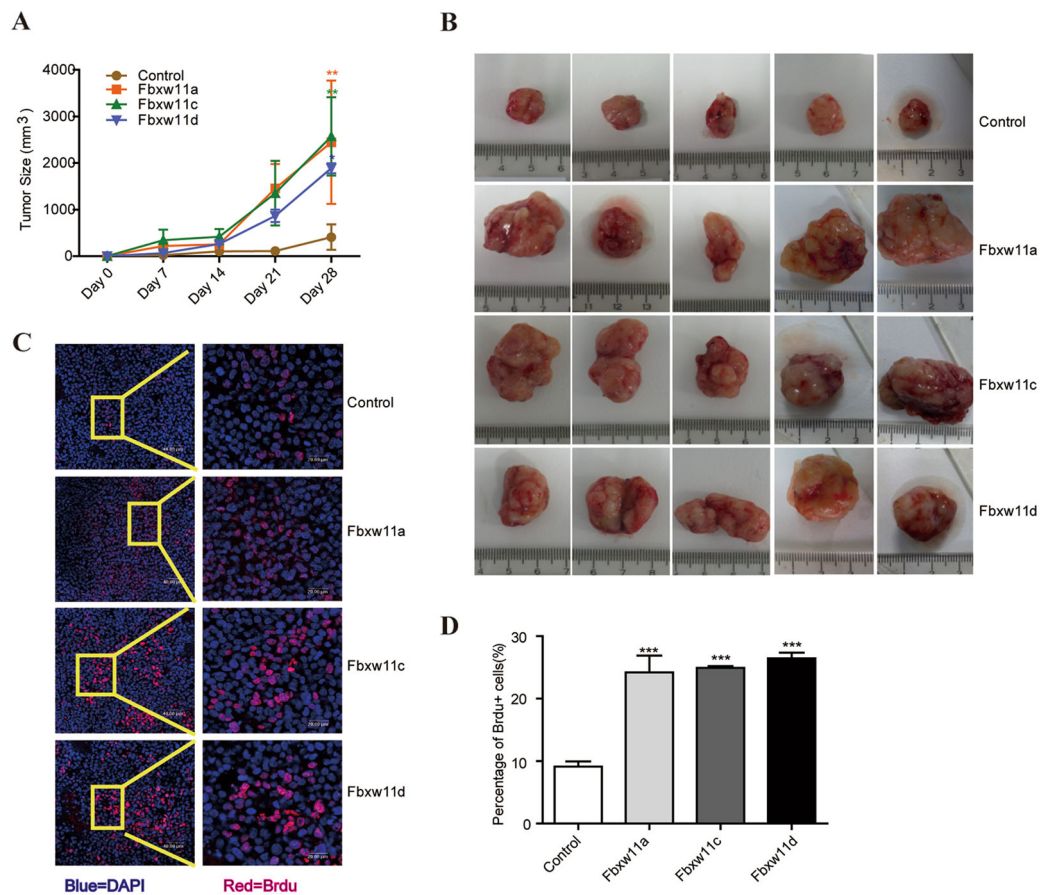 A
Control
Fbxw11a
Fbxw11c
Fbxw11d
Tumor Size (mm3)
4000
3000
2000
1000
0
**
**
*
Day 0
Day 7
Day 14
Day 21
Day 28
B
Control
Fbxw11a
Fbxw11c
Fbxw11d
C
Control
Fbxw11a
Fbxw11c
Fbxw11d
Blue=DAPI
Red=Brdu
D
Percentage of Brdu+ cells(%)
30
20
10
0
***
***
***
Control
Fbxw11a
Fbxw11c
Fbxw11d